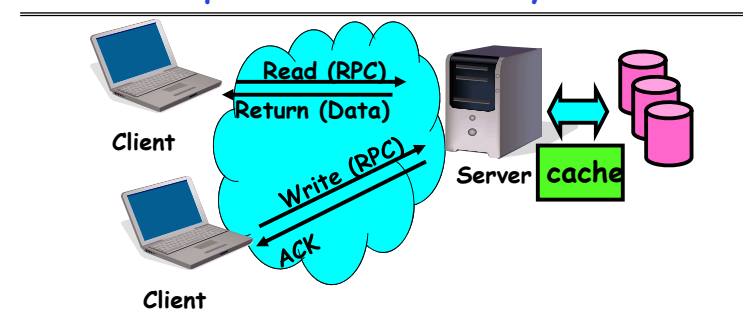 Read (RPC)
Return (Data)
Client
Write (RPC)
ACK
Server
cache
Client